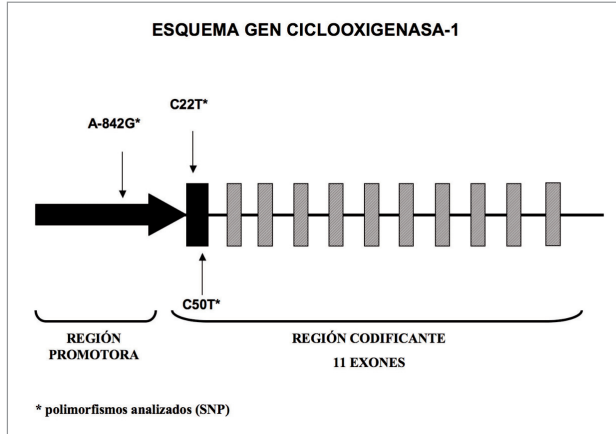 ESQUEMA GEN CICLOOXIGENASA-1
C22T*
A-842G*
C50T*
REGIÓN
PROMOTORA
REGIÓN CODIFICANTE
11 EXONES
* polimorfismos analizados (SNP)